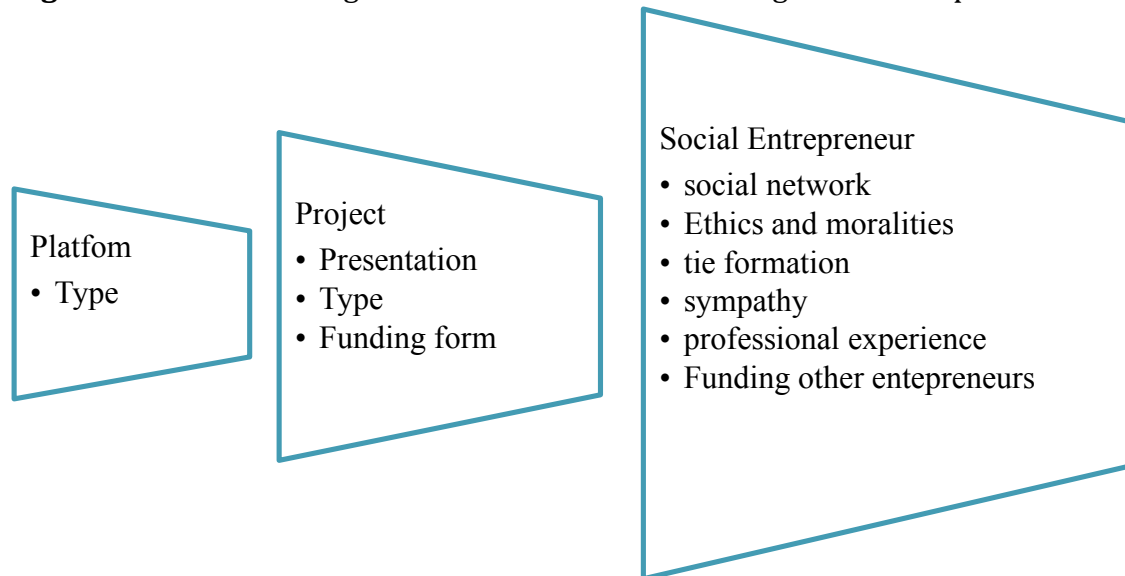 Platfom
• Type
Project
• Presentation
• Type
• Funding form
Social Entrepreneur
• social network
• Ethics and moralities
• tie formation
• sympathy
• professional experience
• Funding other entepreneurs